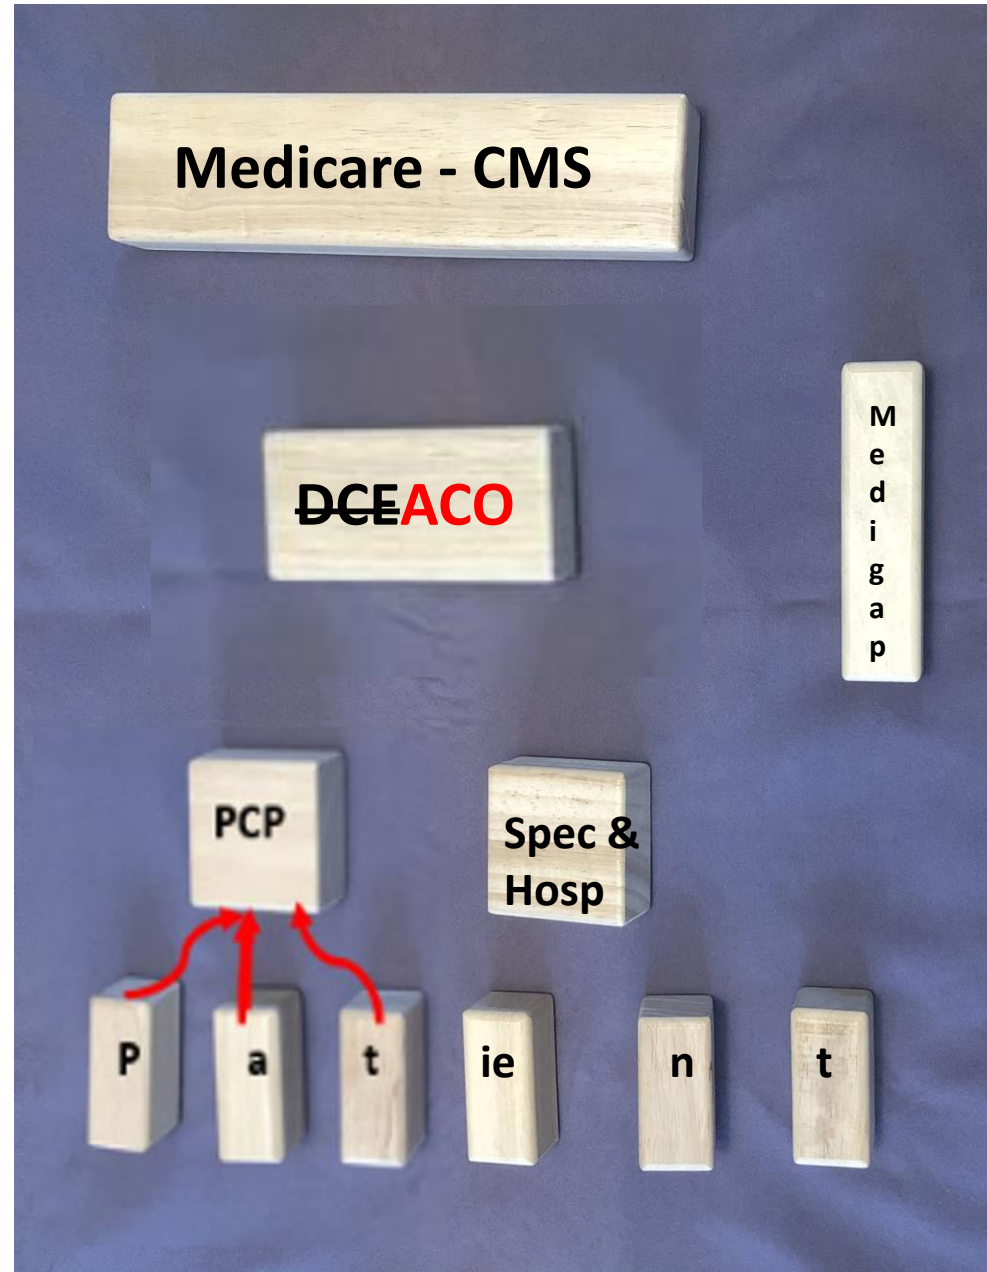 Medicare - CMS
DCEACO
Medigap
PCP
Spec &
Hosp
P a t ie n t